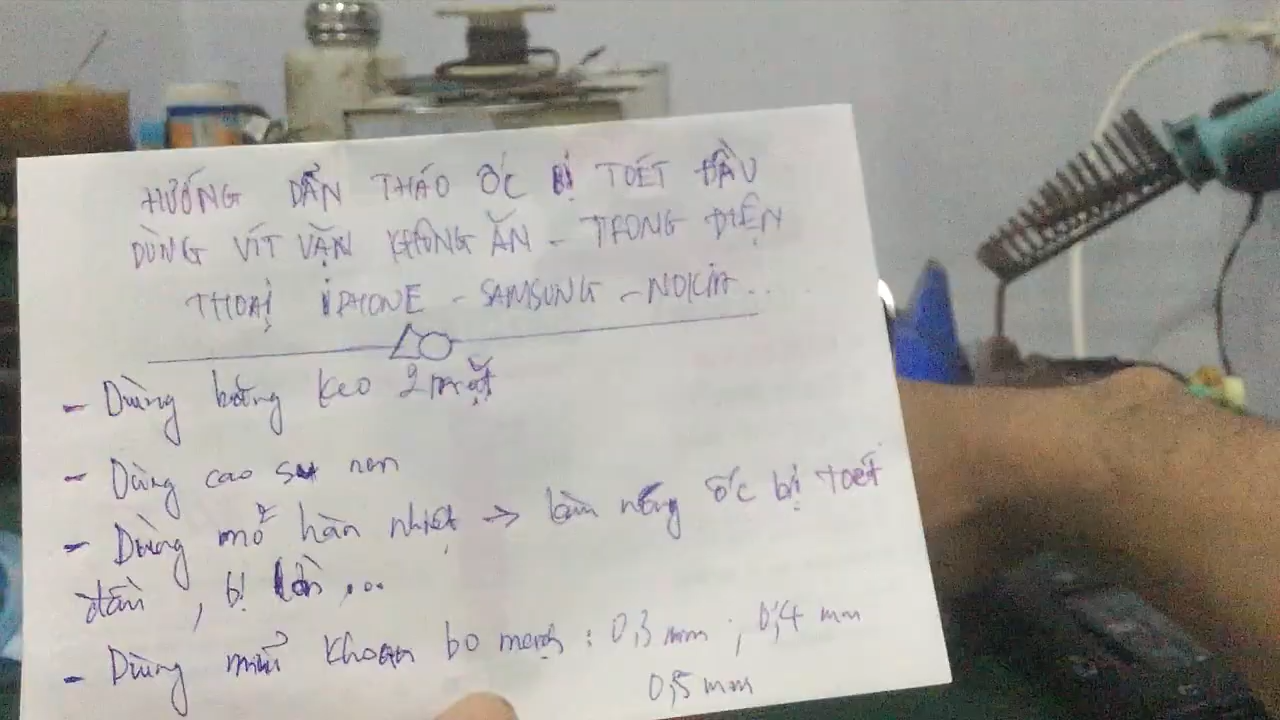 HƯỚNG DẪN THÁO ỐC BỊ TOÉT ĐẦU
DÙNG VÍT VẶN KHÔNG ĂN - TRONG ĐIỆN
THOẠI IPHONE - SAMSUNG - NOKIA...
- Dùng băng keo 2 mặt
- Dùng cao su non
- Dùng mỏ hàn nhiệt → làm nóng ốc bị toét
đầu, bị lờn...
- Dùng mũi khoan bo mạch: 0,3 mm; 0,4 mm
0,5 mm